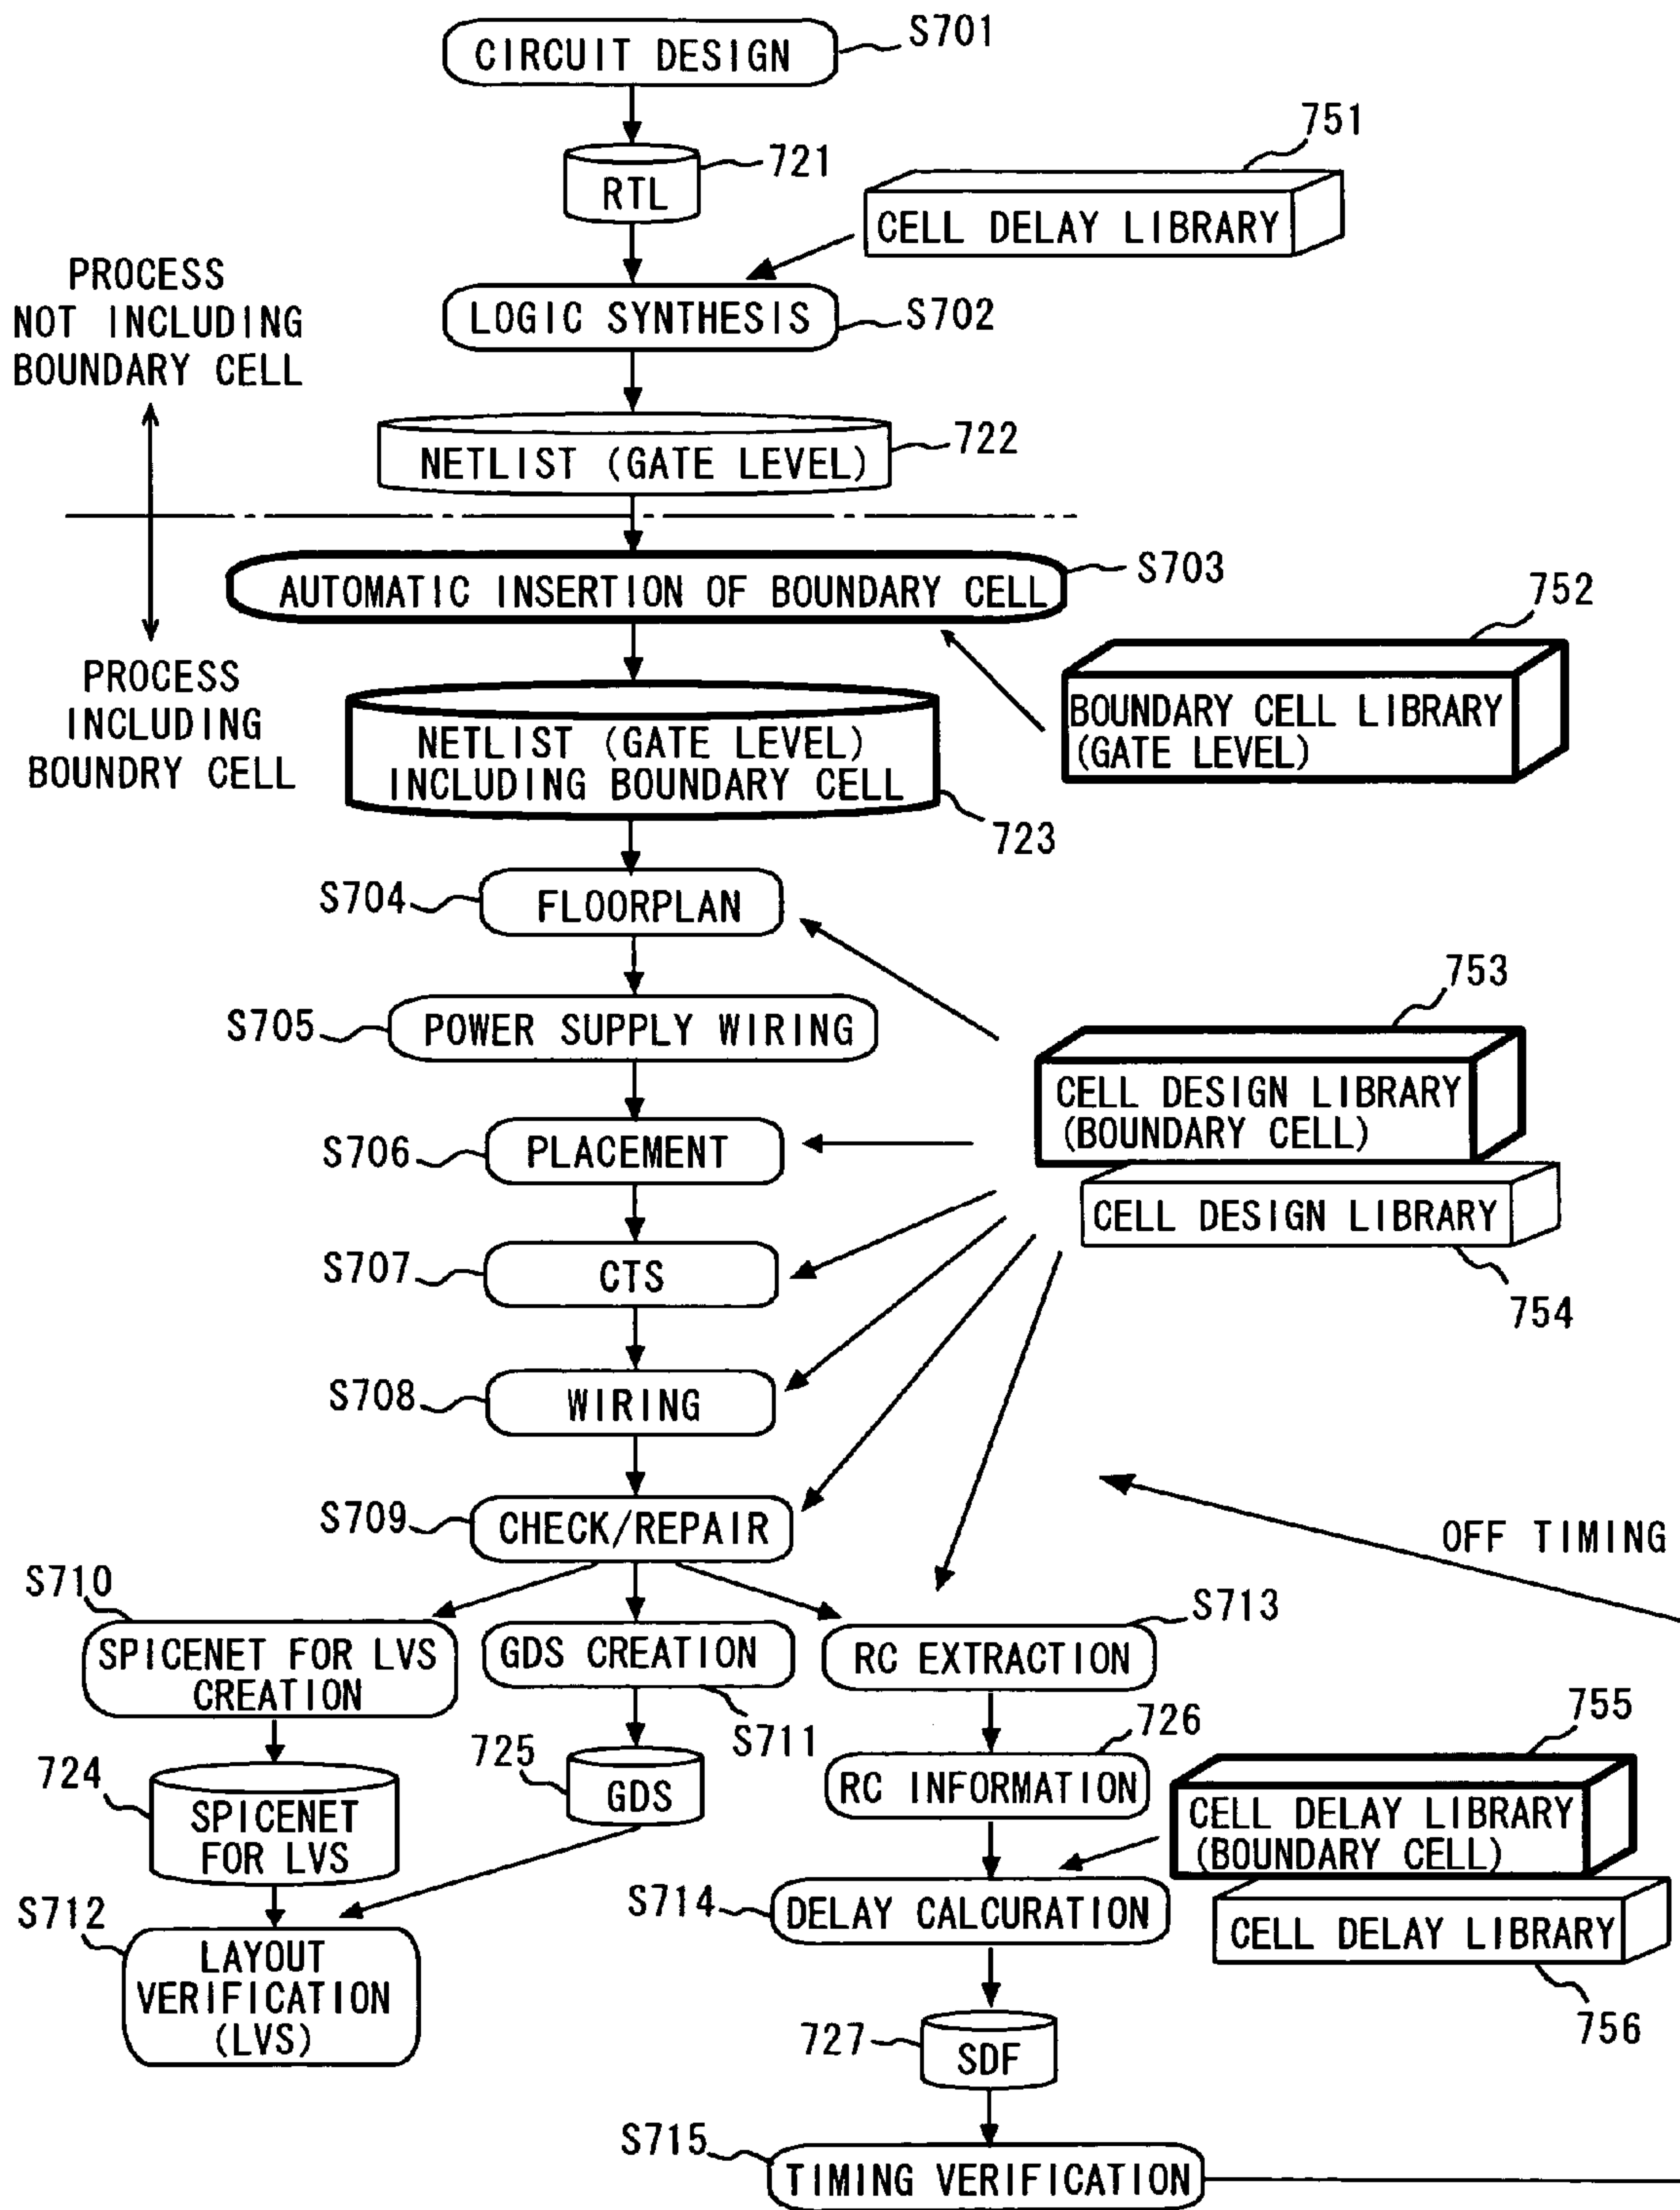 CIRCUIT DESIGN
S701
RTL
721
751
CELL DELAY LIBRARY
PROCESS
NOT INCLUDING
BOUNDARY CELL
LOGIC SYNTHESIS
S702
NETLIST (GATE LEVEL)
722
AUTOMATIC INSERTION OF BOUNDARY CELL
S703
752
BOUNDARY CELL LIBRARY
(GATE LEVEL)
PROCESS
INCLUDING
BOUNDRY CELL
NETLIST (GATE LEVEL)
INCLUDING BOUNDARY CELL
723
S704
FLOORPLAN
S705
POWER SUPPLY WIRING
753
CELL DESIGN LIBRARY
(BOUNDARY CELL)
S706
PLACEMENT
CELL DESIGN LIBRARY
754
S707
CTS
S708
WIRING
S709
CHECK/REPAIR
OFF TIMING
S710
SPICENET FOR LVS
CREATION
GDS CREATION
S711
S713
RC EXTRACTION
724
SPICENET
FOR LVS
725
GDS
726
RC INFORMATION
755
CELL DELAY LIBRARY
(BOUNDARY CELL)
S712
LAYOUT
VERIFICATION
(LVS)
S714
DELAY CALCURATION
CELL DELAY LIBRARY
756
727
SDF
S715
TIMING VERIFICATION